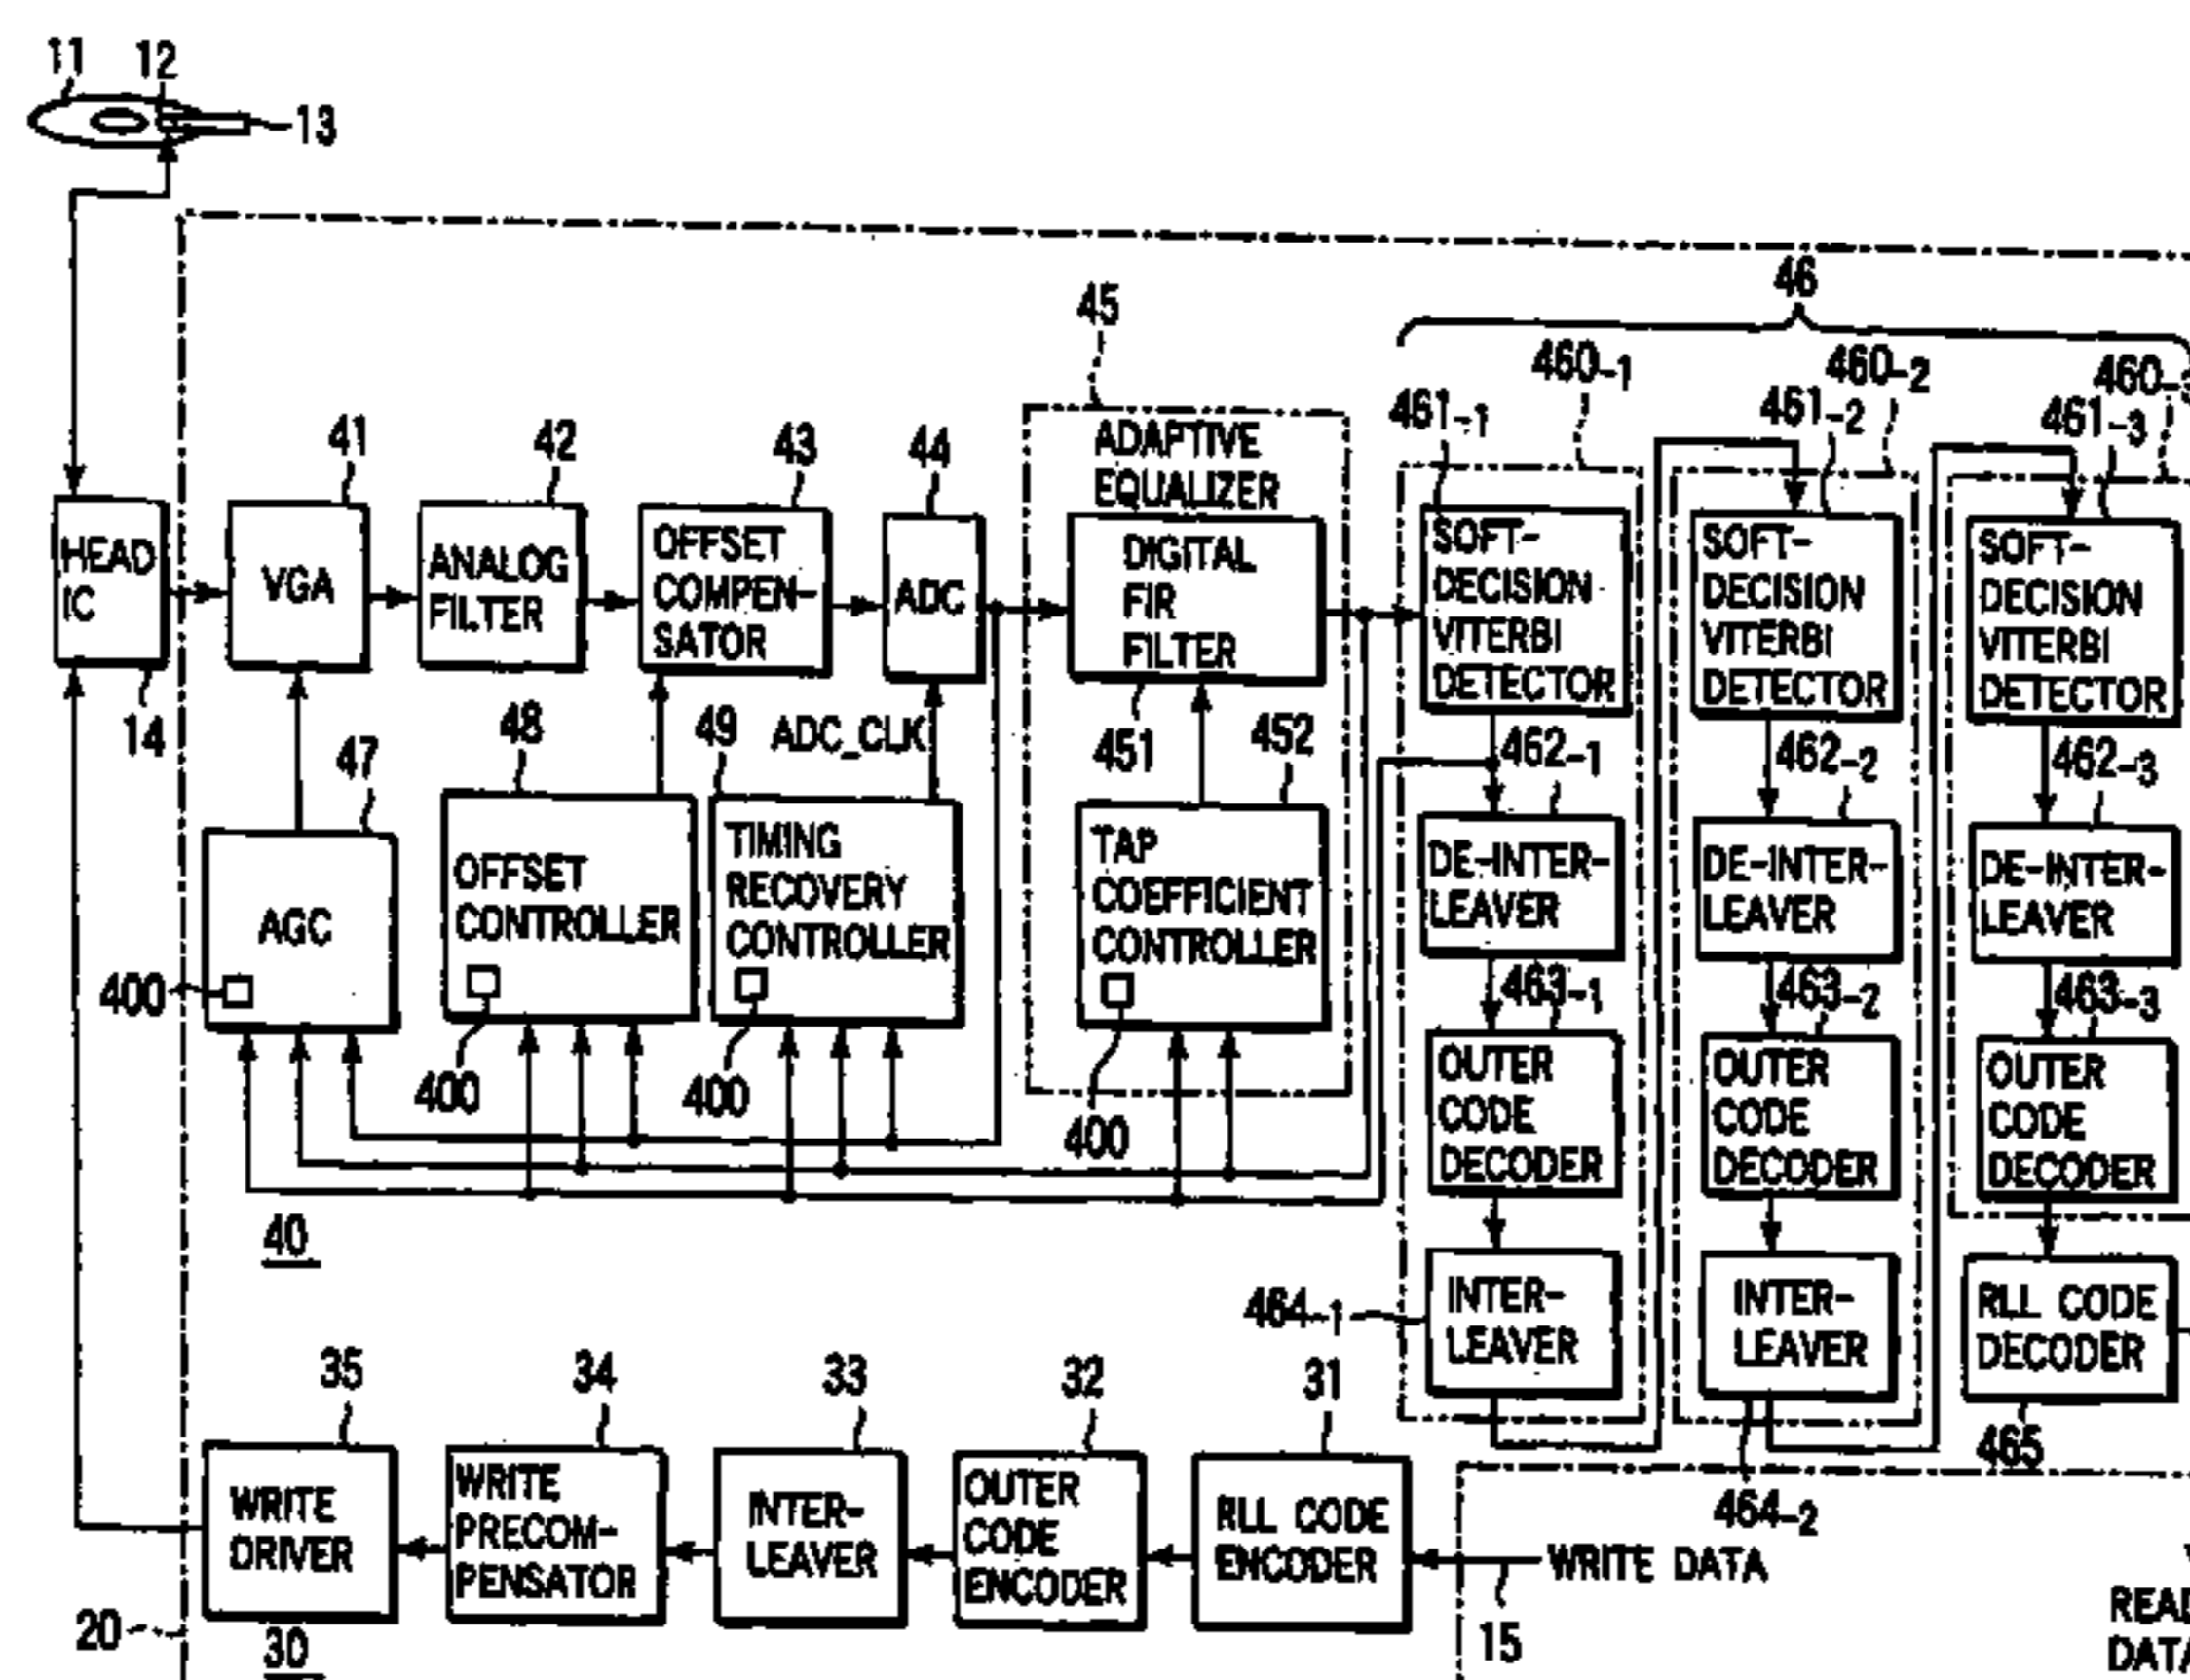 11
12
13
46
45
460-1
460-2
460-3
461-1
461-2
461-3
41
42
43
44
ADAPTIVE
EQUALIZER
HEAD
IC
VGA
ANALOG
FILTER
OFFSET
COMPEN-
SATOR
ADC
DIGITAL
FIR
FILTER
SOFT-
DECISION
VITERBI
DETECTOR
SOFT-
DECISION
VITERBI
DETECTOR
SOFT-
DECISION
VITERBI
DETECTOR
14
47
48
49
ADC_CLK
451
452
462-1
462-2
462-3
AGC
OFFSET
CONTROLLER
TIMING
RECOVERY
CONTROLLER
TAP
COEFFICIENT
CONTROLLER
DE-INTER-
LEAVER
DE-INTER-
LEAVER
DE-INTER-
LEAVER
400
400
400
400
463-1
463-2
463-3
OUTER
CODE
DECODER
OUTER
CODE
DECODER
OUTER
CODE
DECODER
40
464-1
INTER-
LEAVER
INTER-
LEAVER
RLL CODE
DECODER
465
464-2
35
34
33
32
31
WRITE
DRIVER
WRITE
PRECOM-
PENSATOR
INTER-
LEAVER
OUTER
CODE
ENCODER
RLL CODE
ENCODER
WRITE DATA
15
20
30